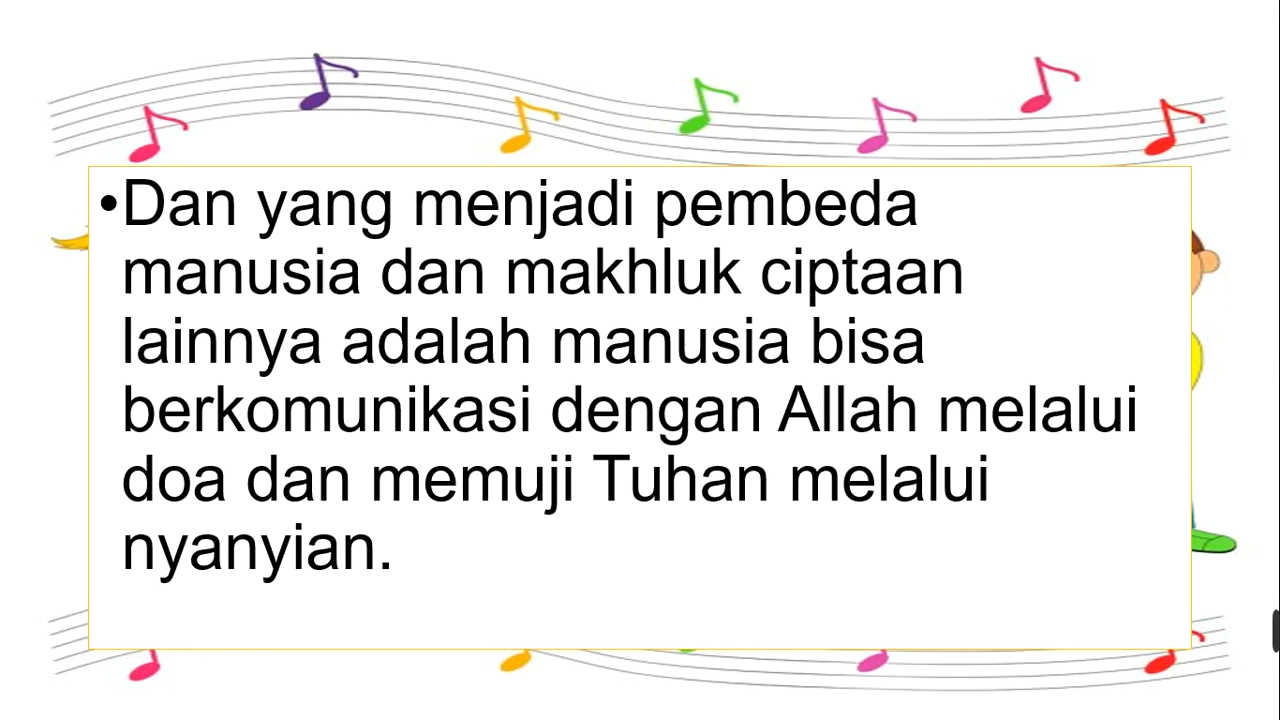 •Dan yang menjadi pembeda
manusia dan makhluk ciptaan
lainnya adalah manusia bisa
berkomunikasi dengan Allah melalui
doa dan memuji Tuhan melalui
nyanyian.